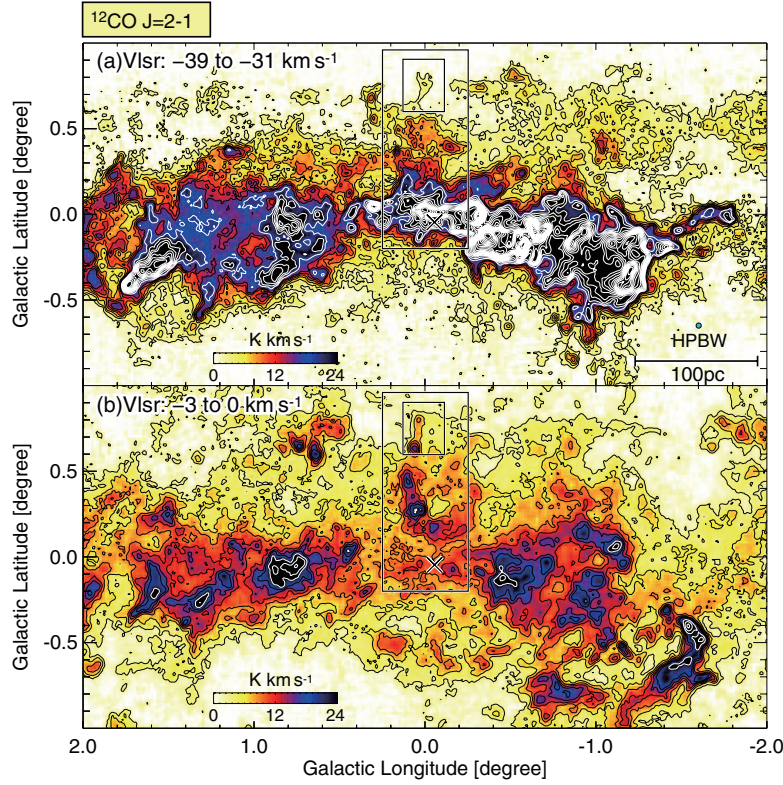 ¹²CO J=2-1
(a)Vlsr: −39 to −31 km s⁻¹
Galactic Latitude [degree]
0.5
0.0
-0.5
K km s⁻¹
0 12 24
HPBW
100pc
(b)Vlsr: −3 to 0 km s⁻¹
Galactic Latitude [degree]
0.5
0.0
-0.5
K km s⁻¹
0 12 24
2.0 1.0 0.0 -1.0 -2.0
Galactic Longitude [degree]